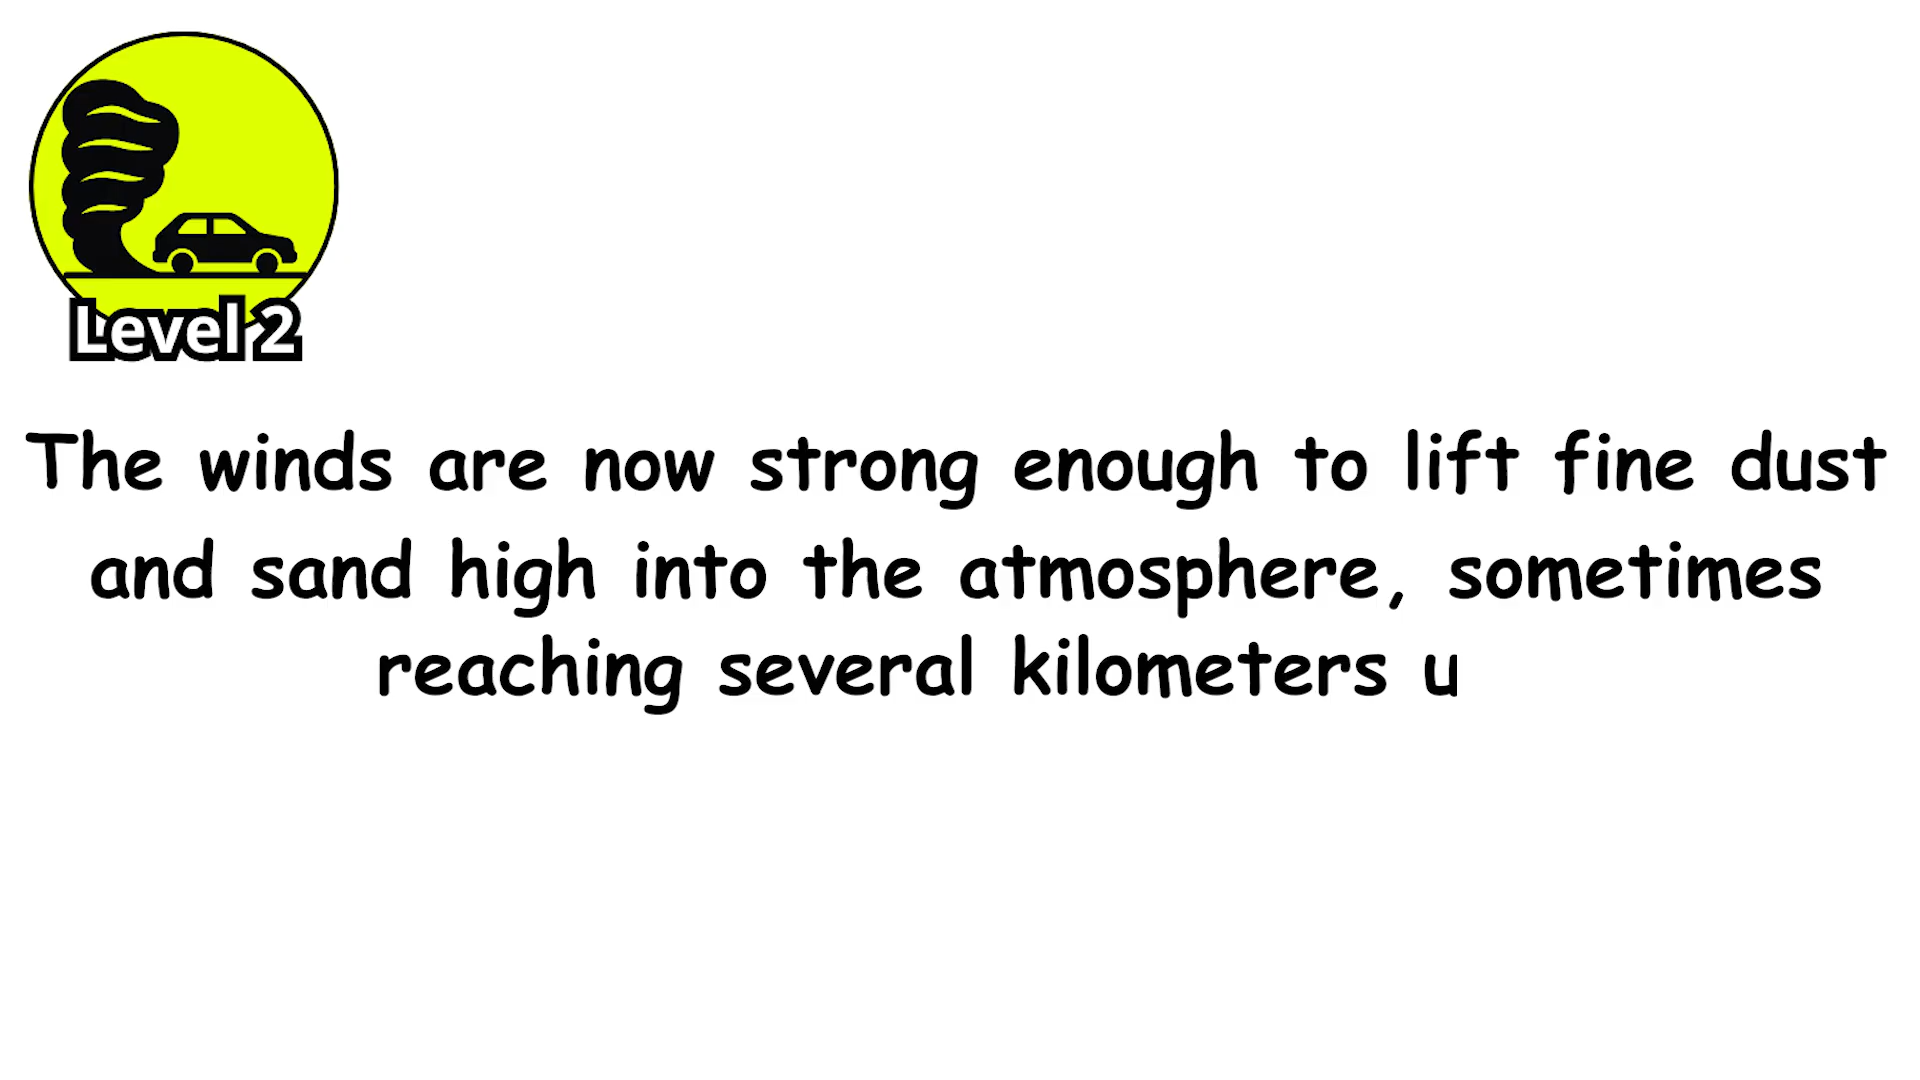 Level 2
The winds are now strong enough to lift fine dust
and sand high into the atmosphere, sometimes
reaching several kilometers u